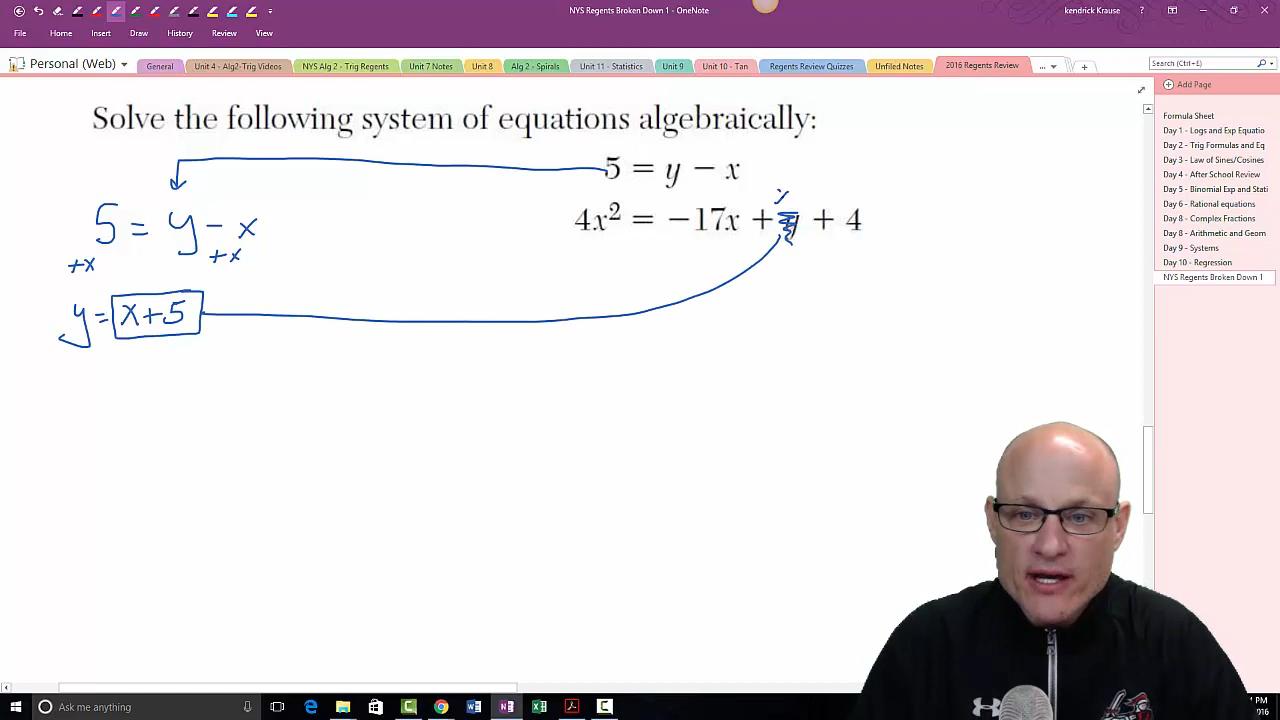 NYS Regents Broken Down 1 - OneNote
kendrick Krause
?
File Home Insert Draw History Review View
Personal (Web)
General
Unit 4 - Alg2-Trig Videos
NYS Alg 2 - Trig Regents
Unit 7 Notes
Unit 8
Alg 2 - Spirals
Unit 11 - Statistics
Unit 9
Unit 10 - Tan
Regents Review Quizzes
Unfiled Notes
2016 Regents Review
...
Search (Ctrl+E)
Add Page
Formula Sheet
Day 1 - Logs and Exp Equatio
Day 2 - Trig Formulas and Eq
Day 3 - Law of Sines/Cosines
Day 4 - After School Review
Day 5 - Binomial Exp and Stati
Day 6 - Rational equations
Day 8 - Complex Fractions
Day 8 - Arithmetic and Geom
Day 9 - Systems
Day 10 - Regression
NYS Regents Broken Down 1
Solve the following system of equations algebraically:
5 = y − x
4x² = −17x + y + 4
5 = y − x
+x +x
y = x+5
Ask me anything
PM
2016